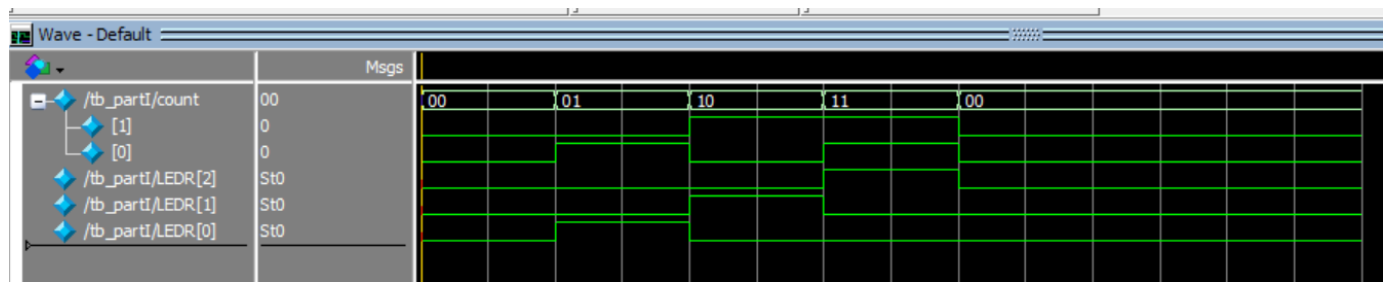 Wave - Default
Msgs
/tb_partI/count 00 00 01 10 11 00
[1] 0
[0] 0
/tb_partI/LEDR[2] St0
/tb_partI/LEDR[1] St0
/tb_partI/LEDR[0] St0